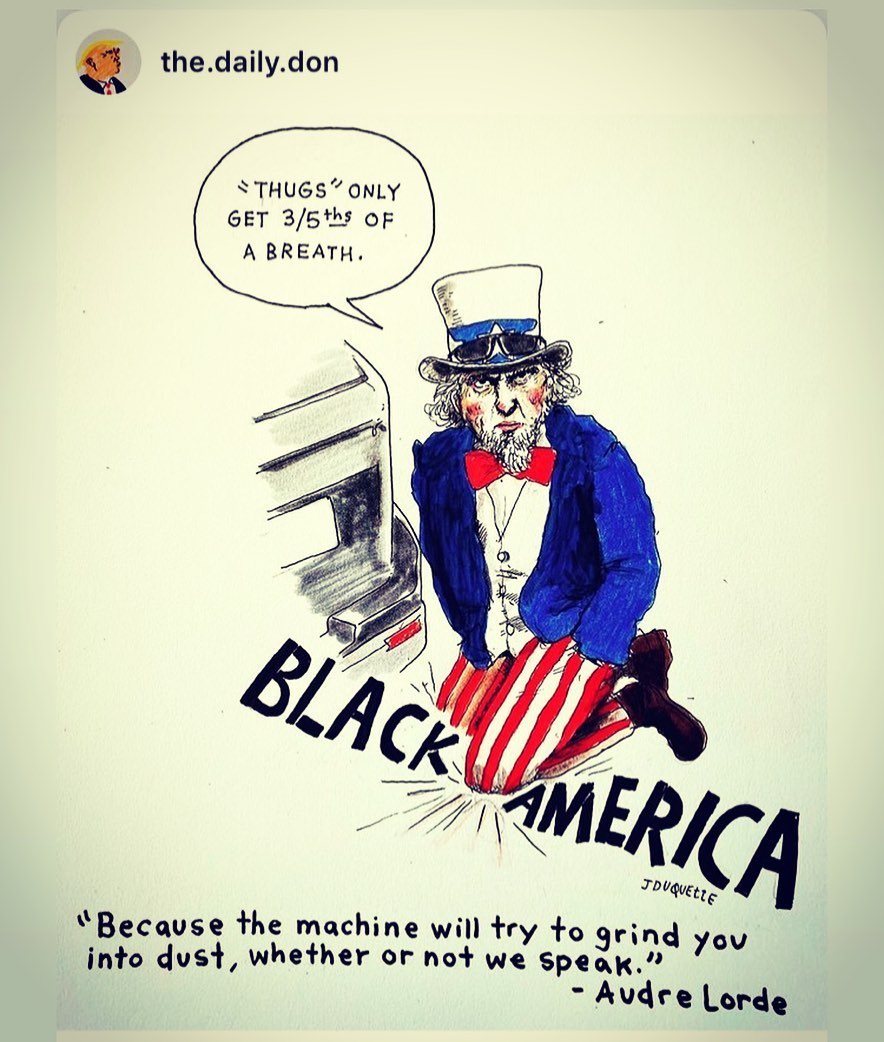 the.daily.don
"THUGS" ONLY
GET 3/5ths OF
A BREATH.
BLACK
AMERICA
JDUQUETTE
"Because the machine will try to grind you
into dust, whether or not we speak."
- Audre Lorde